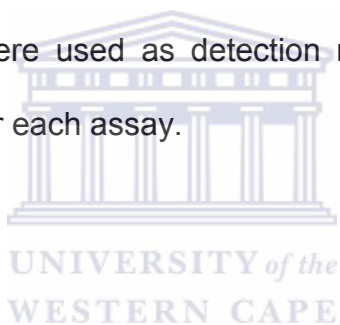 ere used as detection
r each assay.
UNIVERSITY of the
WESTERN CAPE